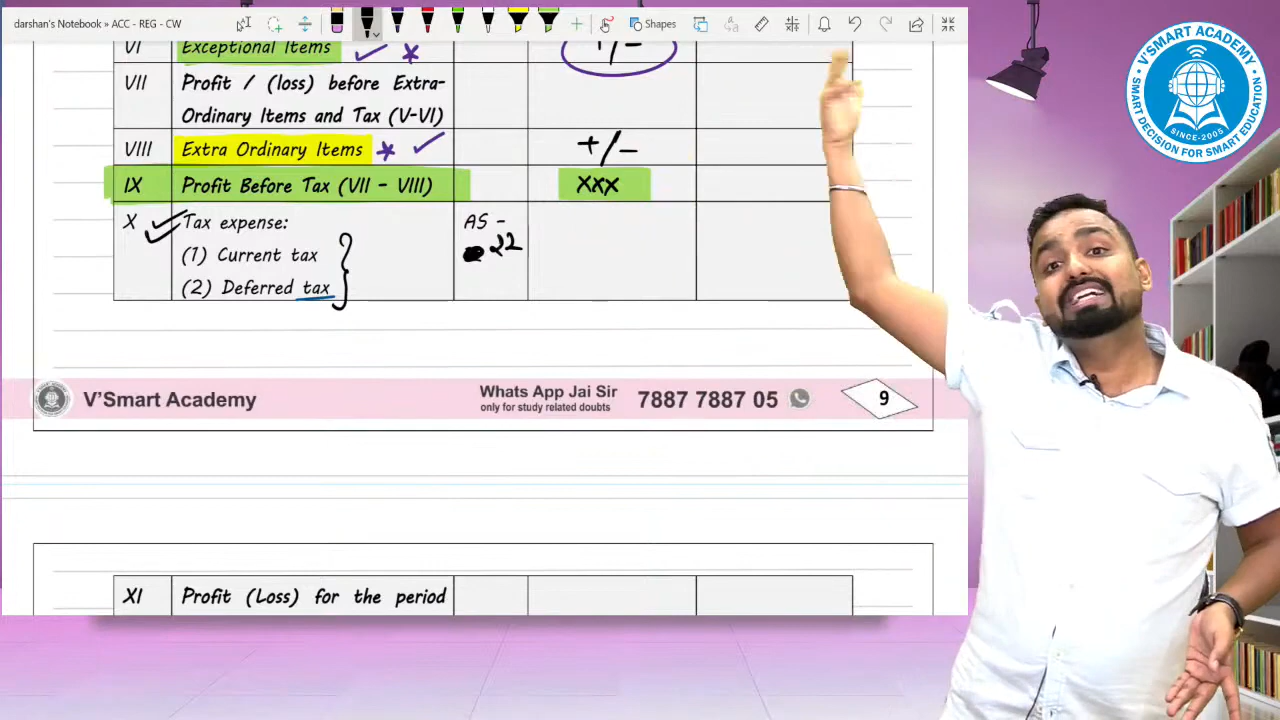 darshan's Notebook » ACC - REG - CW
Shapes
VI Exceptional Items +/-
VII Profit / (loss) before Extra-
Ordinary Items and Tax (V-VI)
VIII Extra Ordinary Items * +/-
IX Profit Before Tax (VII - VIII) XXX
X Tax expense: AS -
(1) Current tax 22
(2) Deferred tax
V'Smart Academy
Whats App Jai Sir
only for study related doubts
7887 7887 05
9
XI Profit (Loss) for the period
V'SMART ACADEMY
SMART DECISION FOR SMART EDUCATION
SINCE-2005